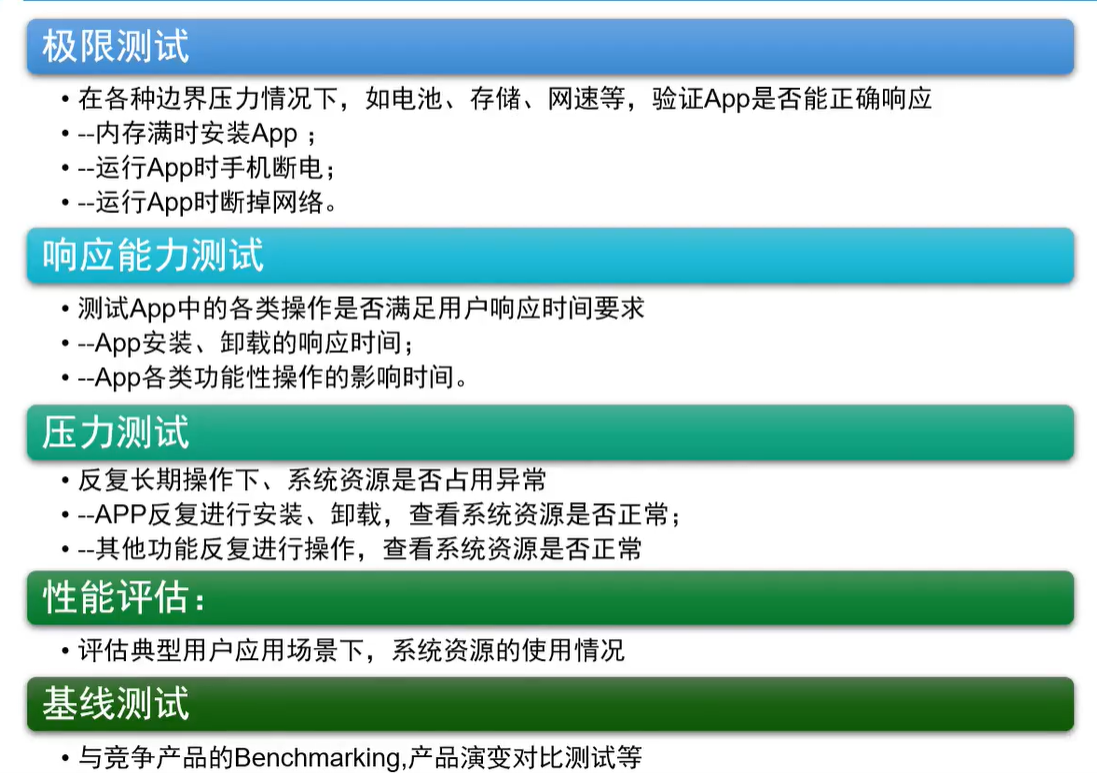 极限测试
• 在各种边界压力情况下，如电池、存储、网速等，验证App是否能正确响应
• --内存满时安装App ；
• --运行App时手机断电；
• --运行App时断掉网络。
响应能力测试
• 测试App中的各类操作是否满足用户响应时间要求
• --App安装、卸载的响应时间；
• --App各类功能性操作的影响时间。
压力测试
• 反复长期操作下、系统资源是否占用异常
• --APP反复进行安装、卸载，查看系统资源是否正常；
• --其他功能反复进行操作，查看系统资源是否正常
性能评估：
• 评估典型用户应用场景下，系统资源的使用情况
基线测试
• 与竞争产品的Benchmarking,产品演变对比测试等